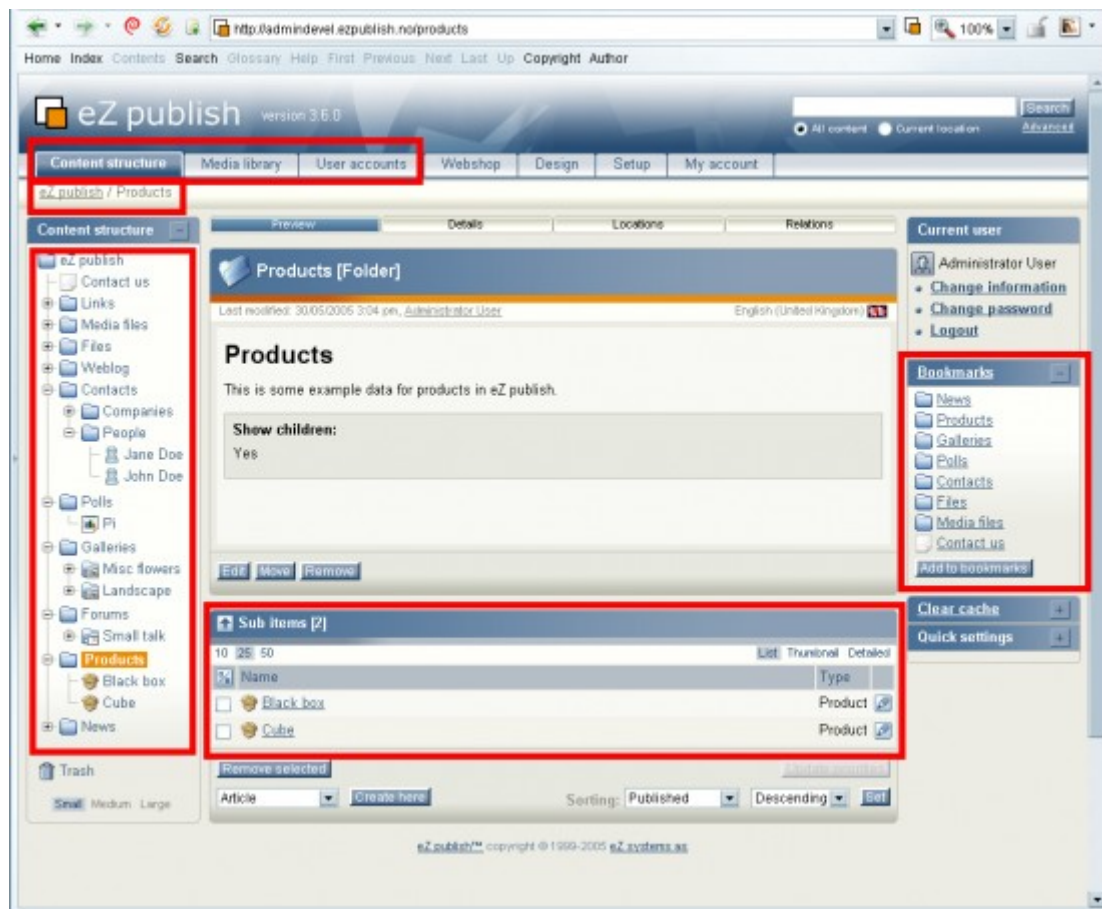 http://admindevel.ezpublish.no/products
100%
Home Index Contents Search Glossary Help First Previous Next Last Up Copyright Author
eZ publish version 3.6.0
Search
All content Current location Advanced
Content structure Media library User accounts Webshop Design Setup My account
eZ publish / Products
Content structure
eZ publish
Contact us
Links
Media files
Files
Weblog
Contacts
Companies
People
Jane Doe
John Doe
Polls
Pi
Galleries
Misc flowers
Landscape
Forums
Small talk
Products
Black box
Cube
News
Trash
Small Medium Large
Preview Details Locations Relations
Products [Folder]
Last modified: 30/05/2005 3:04 pm, Administrator User English (United Kingdom)
Products
This is some example data for products in eZ publish.
Show children:
Yes
Edit Move Remove
Sub items [2]
10 25 50 List Thumbnail Detailed
Name Type
Black box Product
Cube Product
Remove selected
Article Create here Sorting: Published Descending Set
Current user
Administrator User
Change information
Change password
Logout
Bookmarks
News
Products
Galleries
Polls
Contacts
Files
Media files
Contact us
Add to bookmarks
Clear cache
Quick settings
eZ publish™ copyright © 1999-2005 eZ systems as